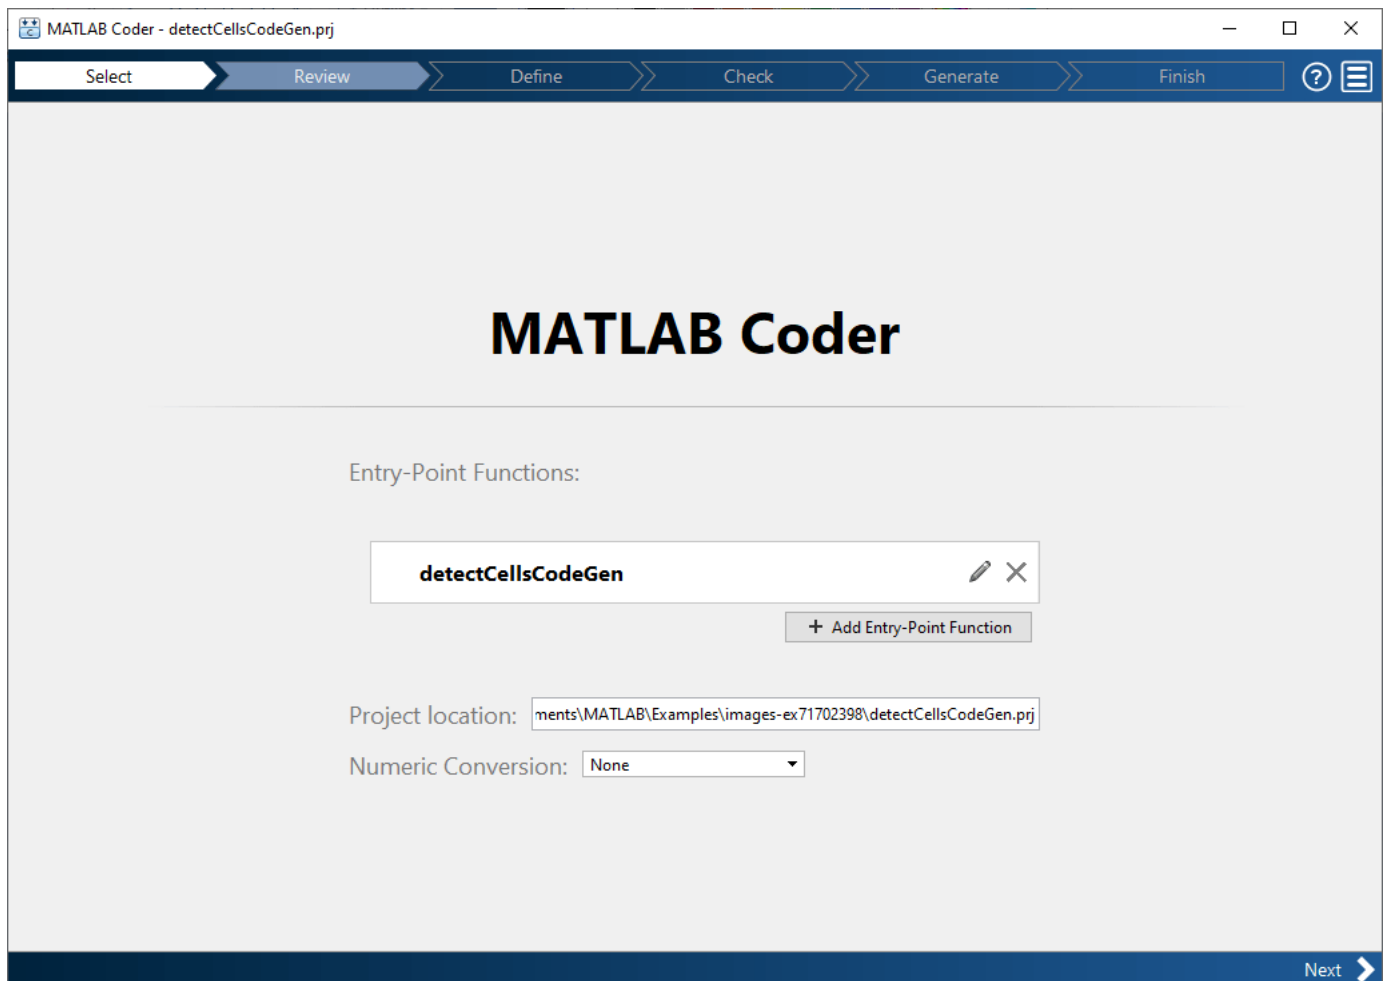 MATLAB Coder - detectCellsCodeGen.prj
Select Review Define Check Generate Finish
MATLAB Coder
Entry-Point Functions:
detectCellsCodeGen
+ Add Entry-Point Function
Project location: ments\MATLAB\Examples\images-ex71702398\detectCellsCodeGen.prj
Numeric Conversion: None
Next